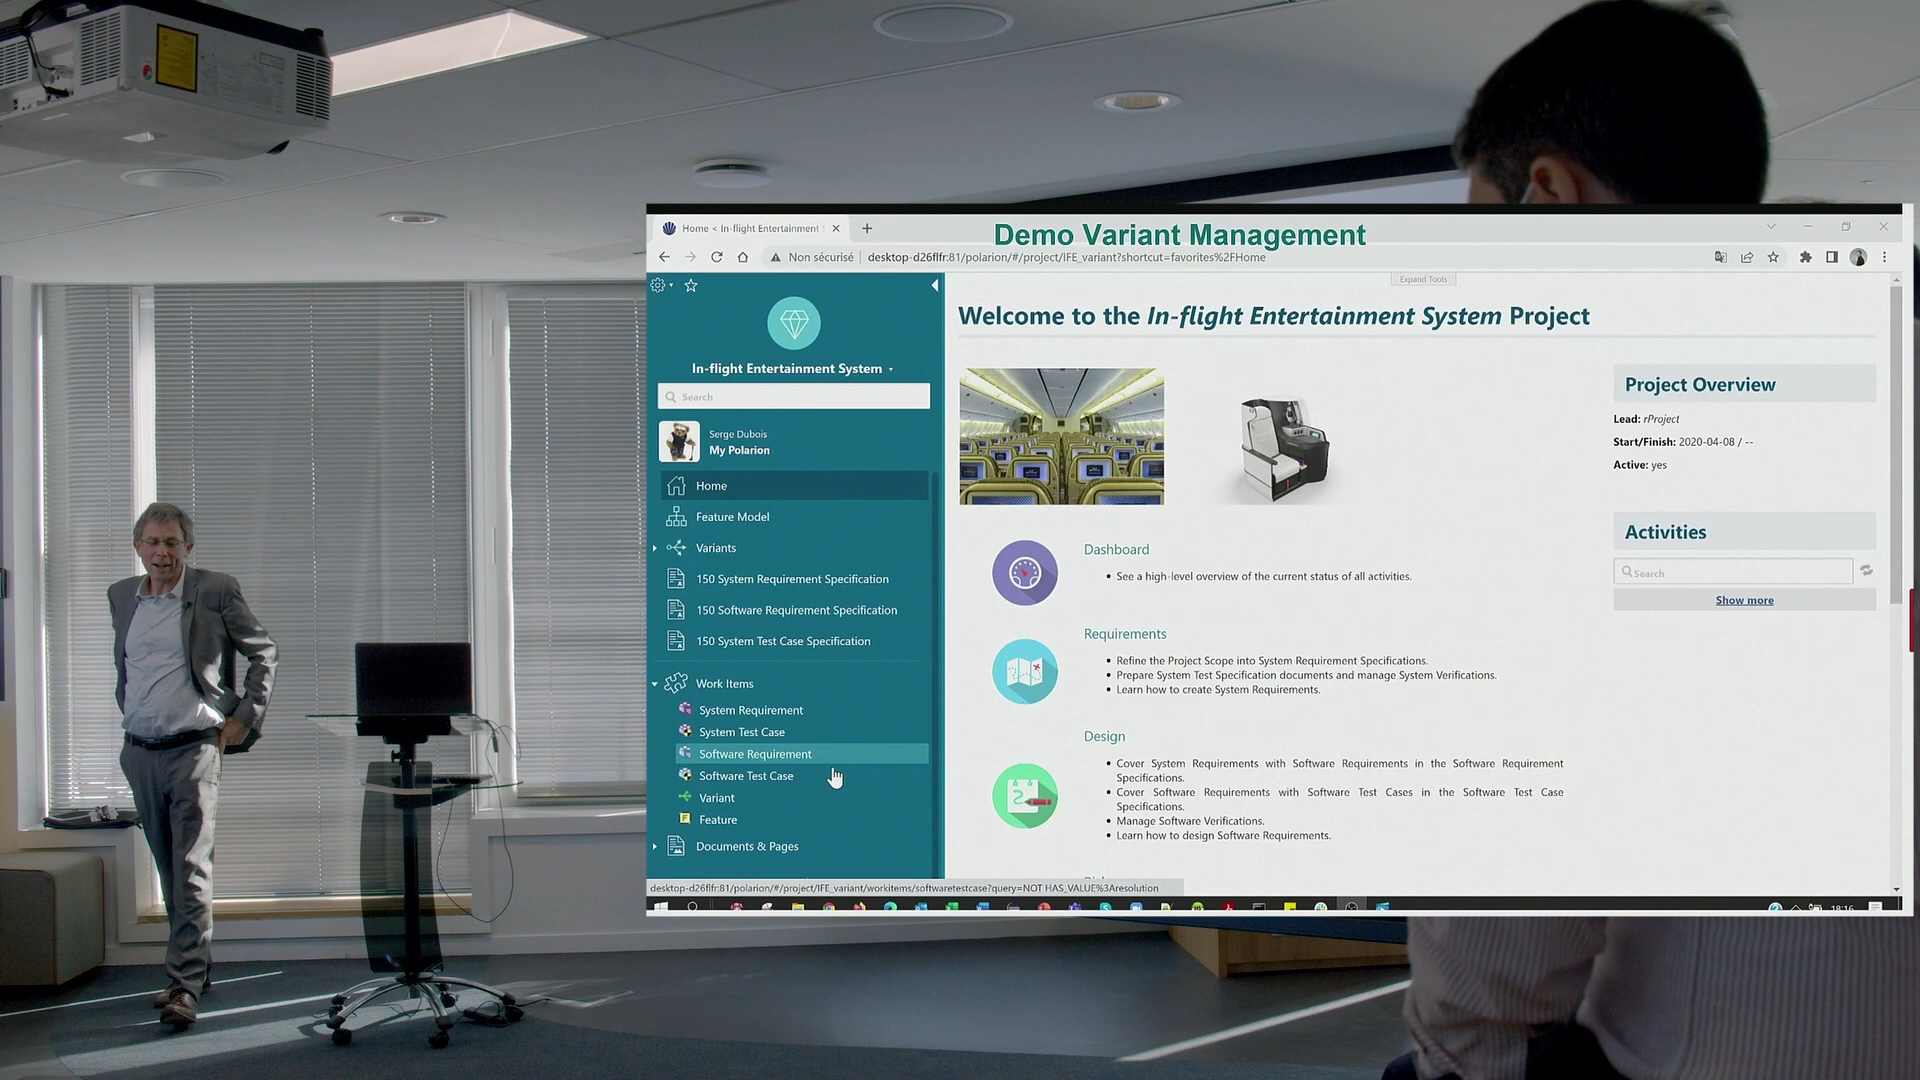 Home < In-flight Entertainment
Demo Variant Management
Non sécurisé
desktop-d26flfr:81/polarion/#/project/IFE_variant?shortcut=favorites%2FHome
Expand Tools
In-flight Entertainment System
Search
Serge Dubois
My Polarion
Home
Feature Model
Variants
150 System Requirement Specification
150 Software Requirement Specification
150 System Test Case Specification
Work Items
System Requirement
System Test Case
Software Requirement
Software Test Case
Variant
Feature
Documents & Pages
Welcome to the In-flight Entertainment System Project
Dashboard
• See a high-level overview of the current status of all activities.
Requirements
• Refine the Project Scope into System Requirement Specifications.
• Prepare System Test Specification documents and manage System Verifications.
• Learn how to create System Requirements.
Design
• Cover System Requirements with Software Requirements in the Software Requirement
Specifications.
• Cover Software Requirements with Software Test Cases in the Software Test Case
Specifications.
• Manage Software Verifications.
• Learn how to design Software Requirements.
Project Overview
Lead: rProject
Start/Finish: 2020-04-08 / --
Active: yes
Activities
Search
Show more
desktop-d26flfr:81/polarion/#/project/IFE_variant/workitems/softwaretestcase?query=NOT HAS_VALUE%3Aresolution
18:16